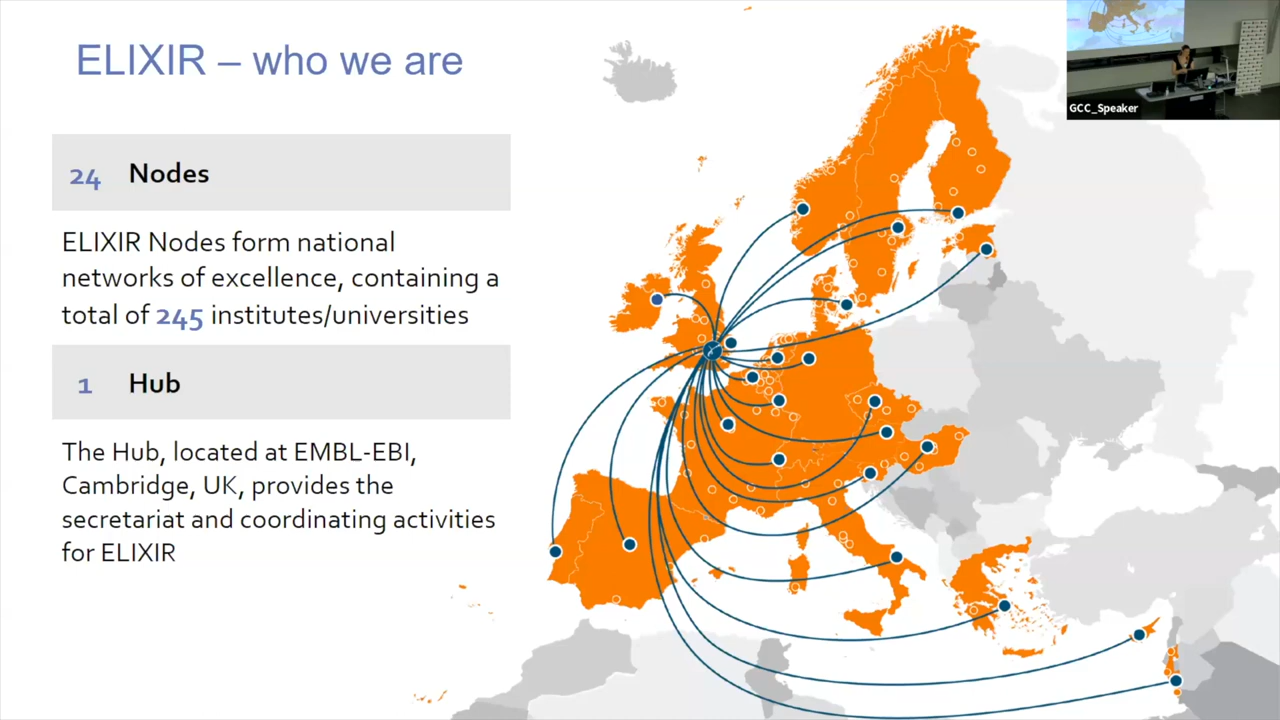 ELIXIR – who we are
GCC_Speaker
24 Nodes
ELIXIR Nodes form national
networks of excellence, containing a
total of 245 institutes/universities
1 Hub
The Hub, located at EMBL-EBI,
Cambridge, UK, provides the
secretariat and coordinating activities
for ELIXIR